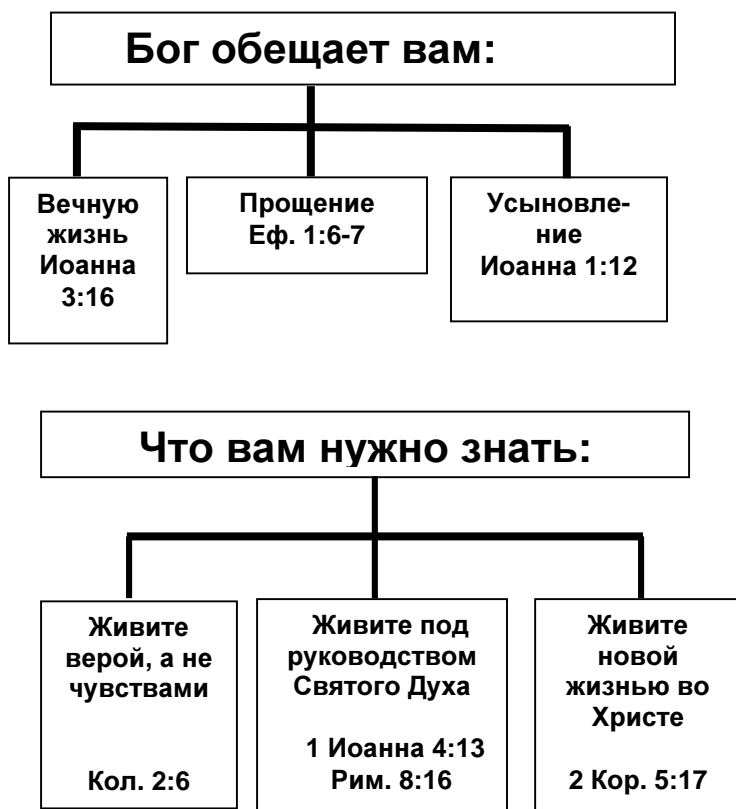 Бог обещает вам:
Вечную
жизнь
Иоанна
3:16
Прощение
Еф. 1:6-7
Усыновле-
ние
Иоанна 1:12
Что вам нужно знать:
Живите
верой, а не
чувствами
Кол. 2:6
Живите под
руководством
Святого Духа
1 Иоанна 4:13
Рим. 8:16
Живите
новой
жизнью во
Христе
2 Кор. 5:17